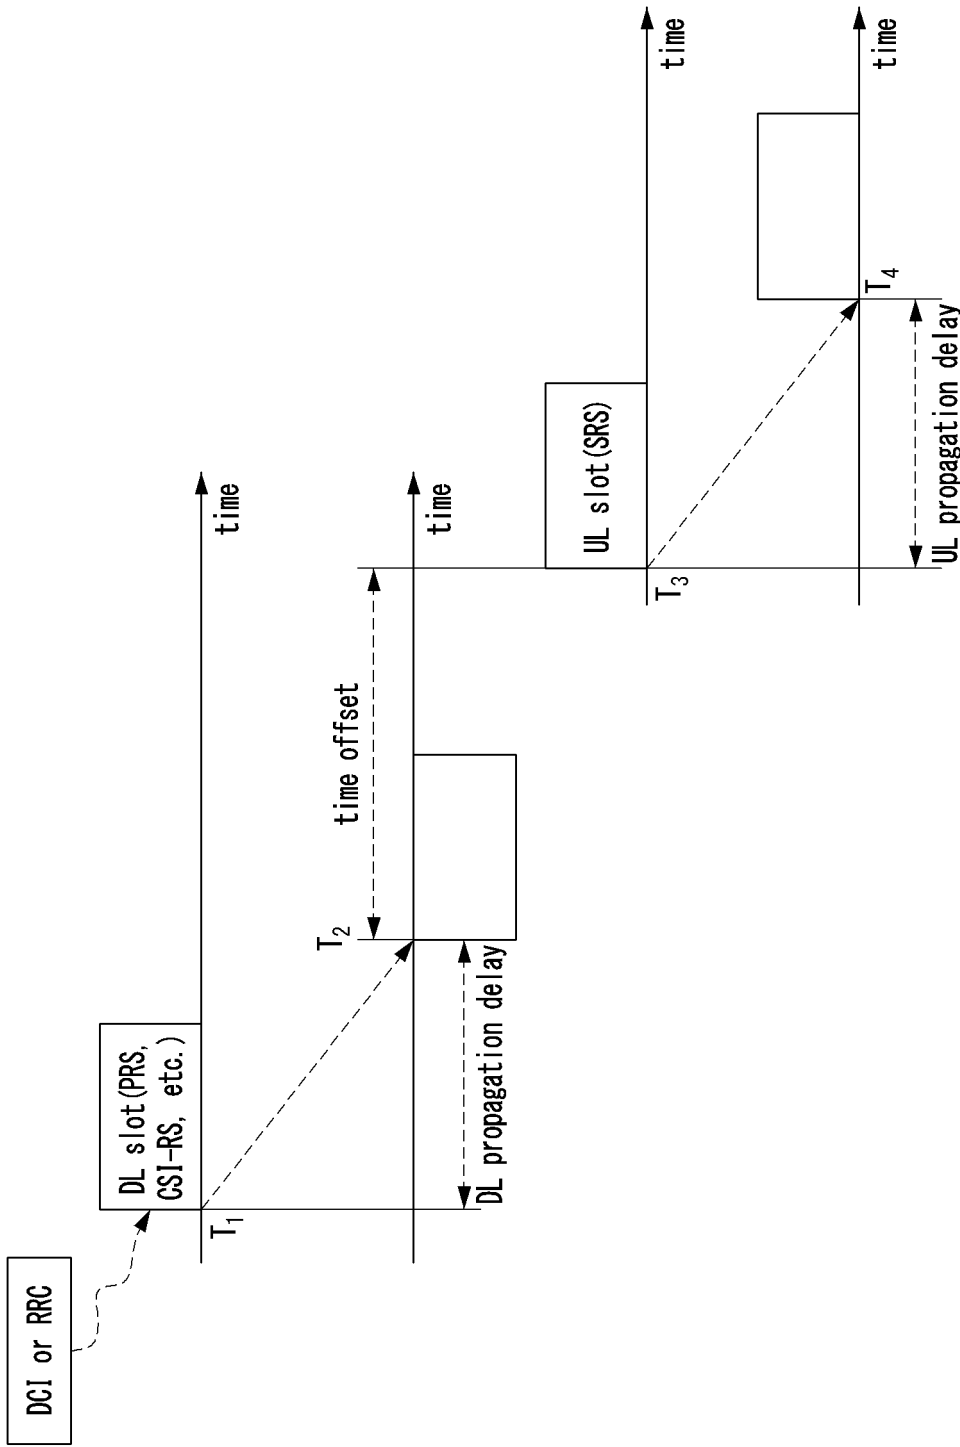 DCI or RRC
DL slot(PRS,
CSI-RS, etc.)
T1
time
T2
time offset
DL propagation delay
time
UL slot(SRS)
T3
time
T4
UL propagation delay
time